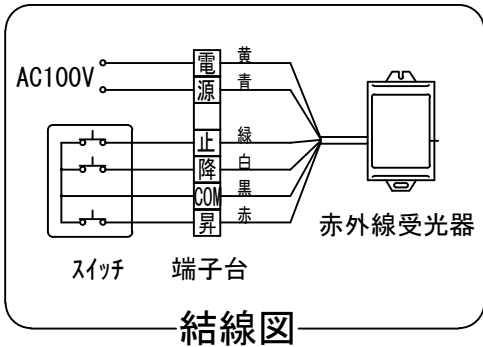 AC100V
電 黄
源 青
止 緑
降 白
COM 黒
昇 赤
スイッチ
端子台
赤外線受光器
結線図